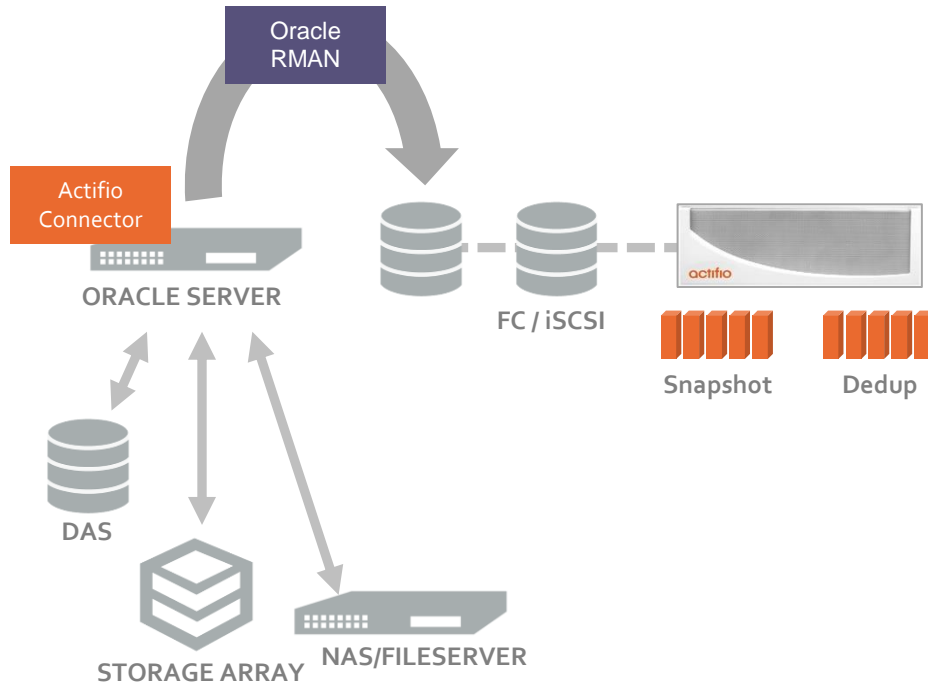 Oracle
RMAN
Actifio
Connector
ORACLE SERVER
actifio
FC / iSCSI
Snapshot
Dedup
DAS
STORAGE ARRAY
NAS/FILESERVER